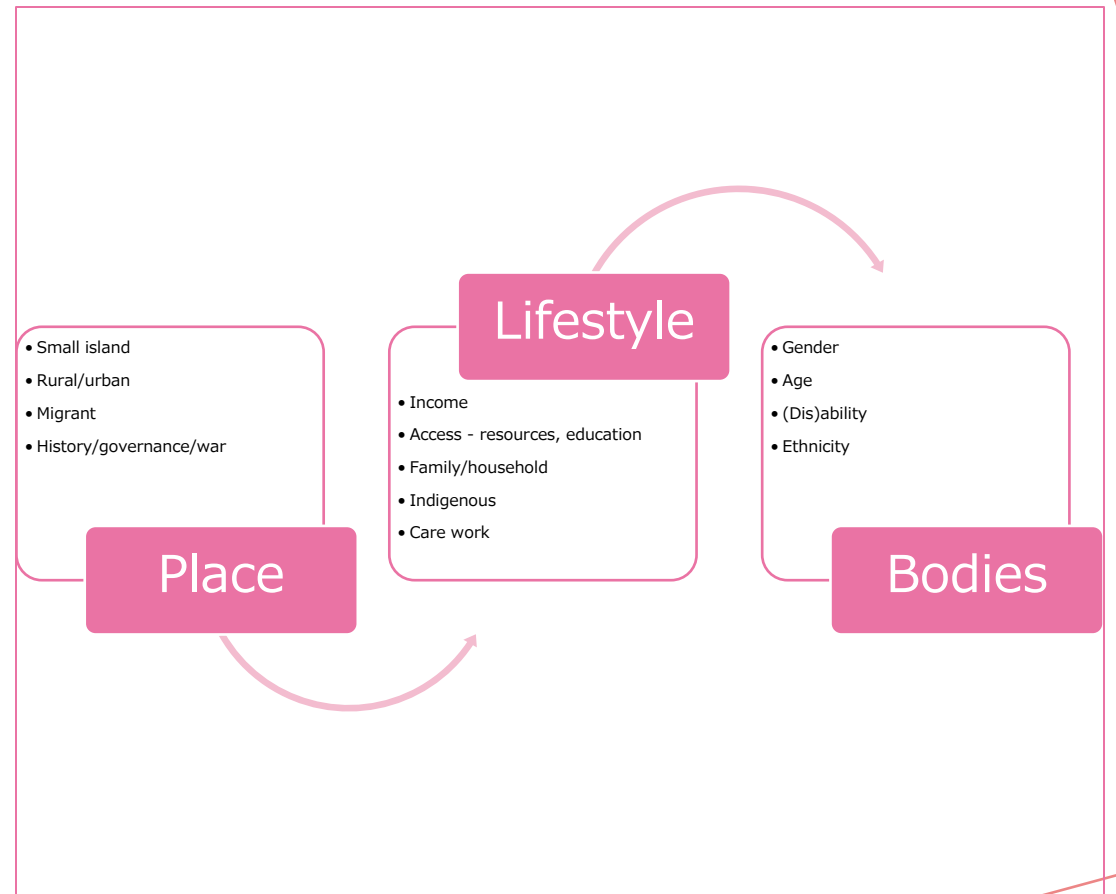 • Small island
• Rural/urban
• Migrant
• History/governance/war
Place
Lifestyle
• Income
• Access - resources, education
• Family/household
• Indigenous
• Care work
• Gender
• Age
• (Dis)ability
• Ethnicity
Bodies